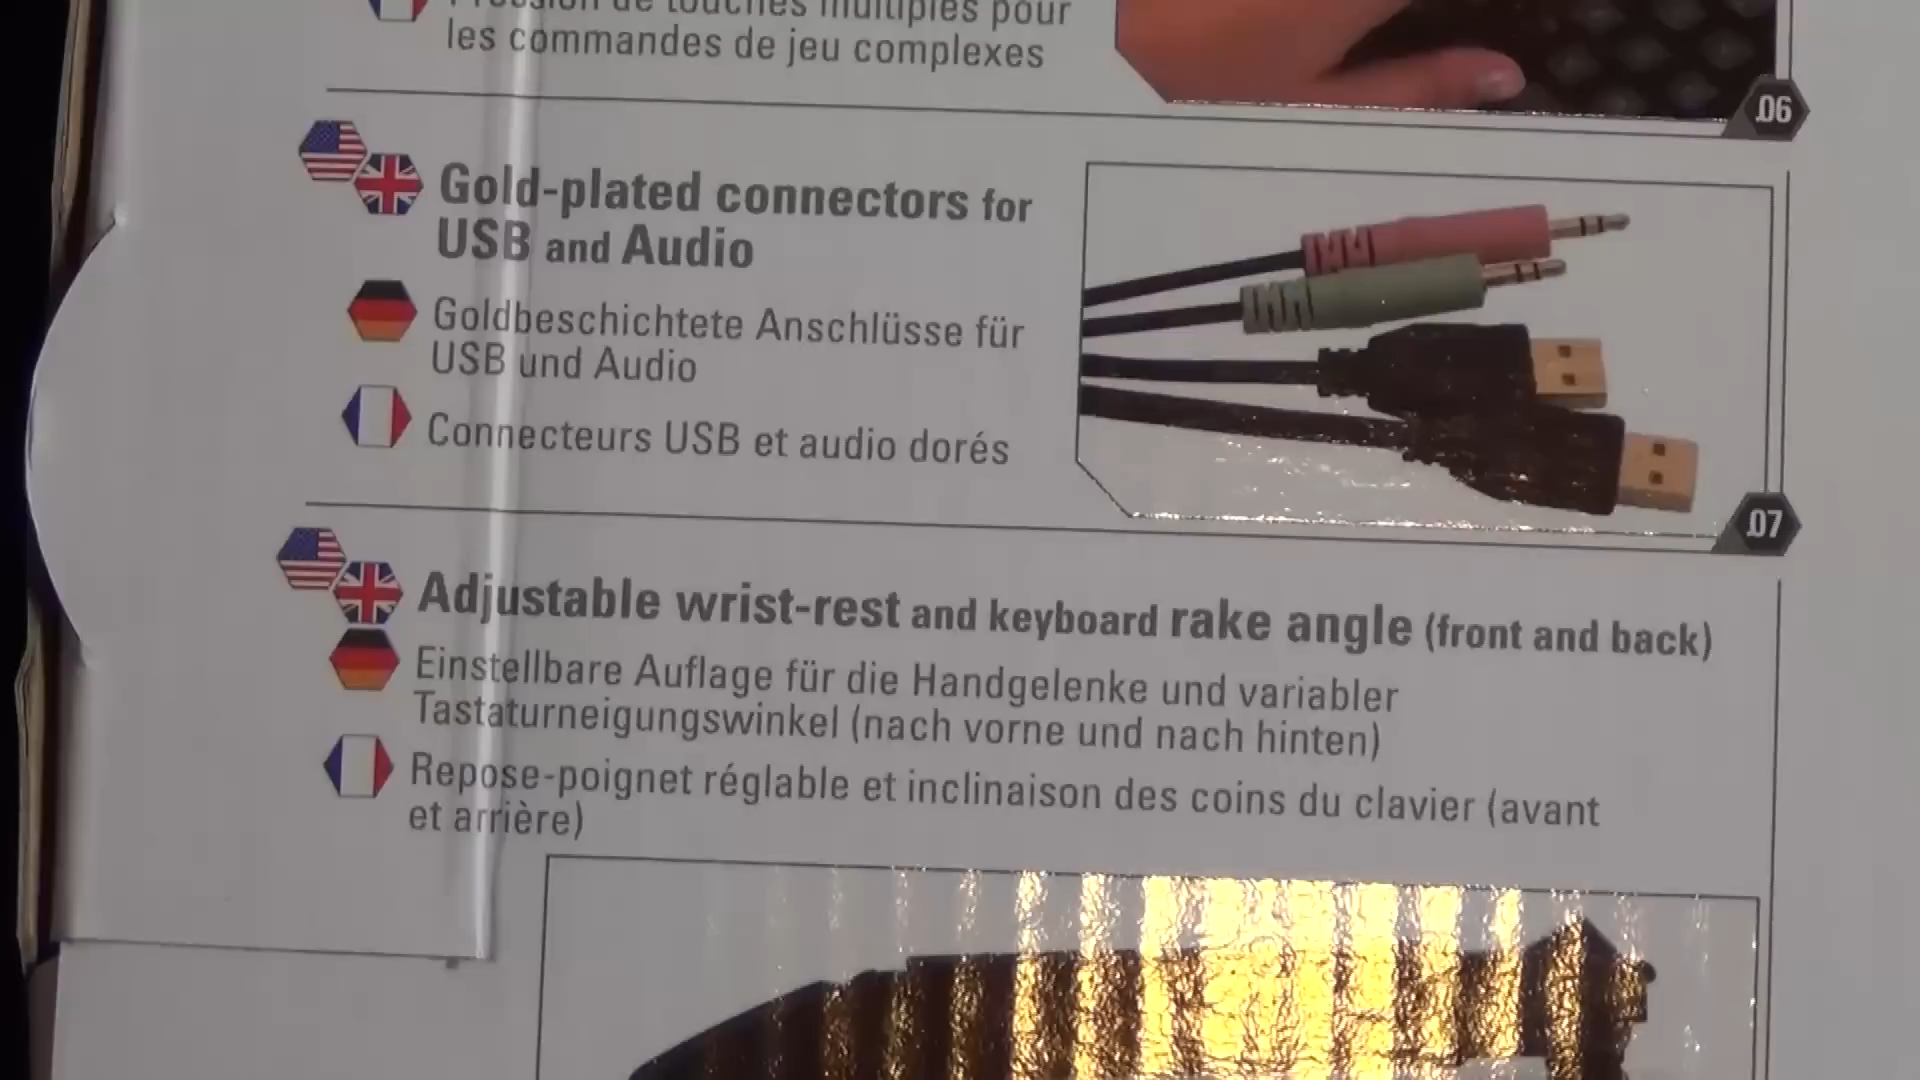 Pression de touches multiples pour
les commandes de jeu complexes
.06
Gold-plated connectors for
USB and Audio
Goldbeschichtete Anschlüsse für
USB und Audio
Connecteurs USB et audio dorés
.07
Adjustable wrist-rest and keyboard rake angle (front and back)
Einstellbare Auflage für die Handgelenke und variabler
Tastaturneigungswinkel (nach vorne und nach hinten)
Repose-poignet réglable et inclinaison des coins du clavier (avant
et arrière)